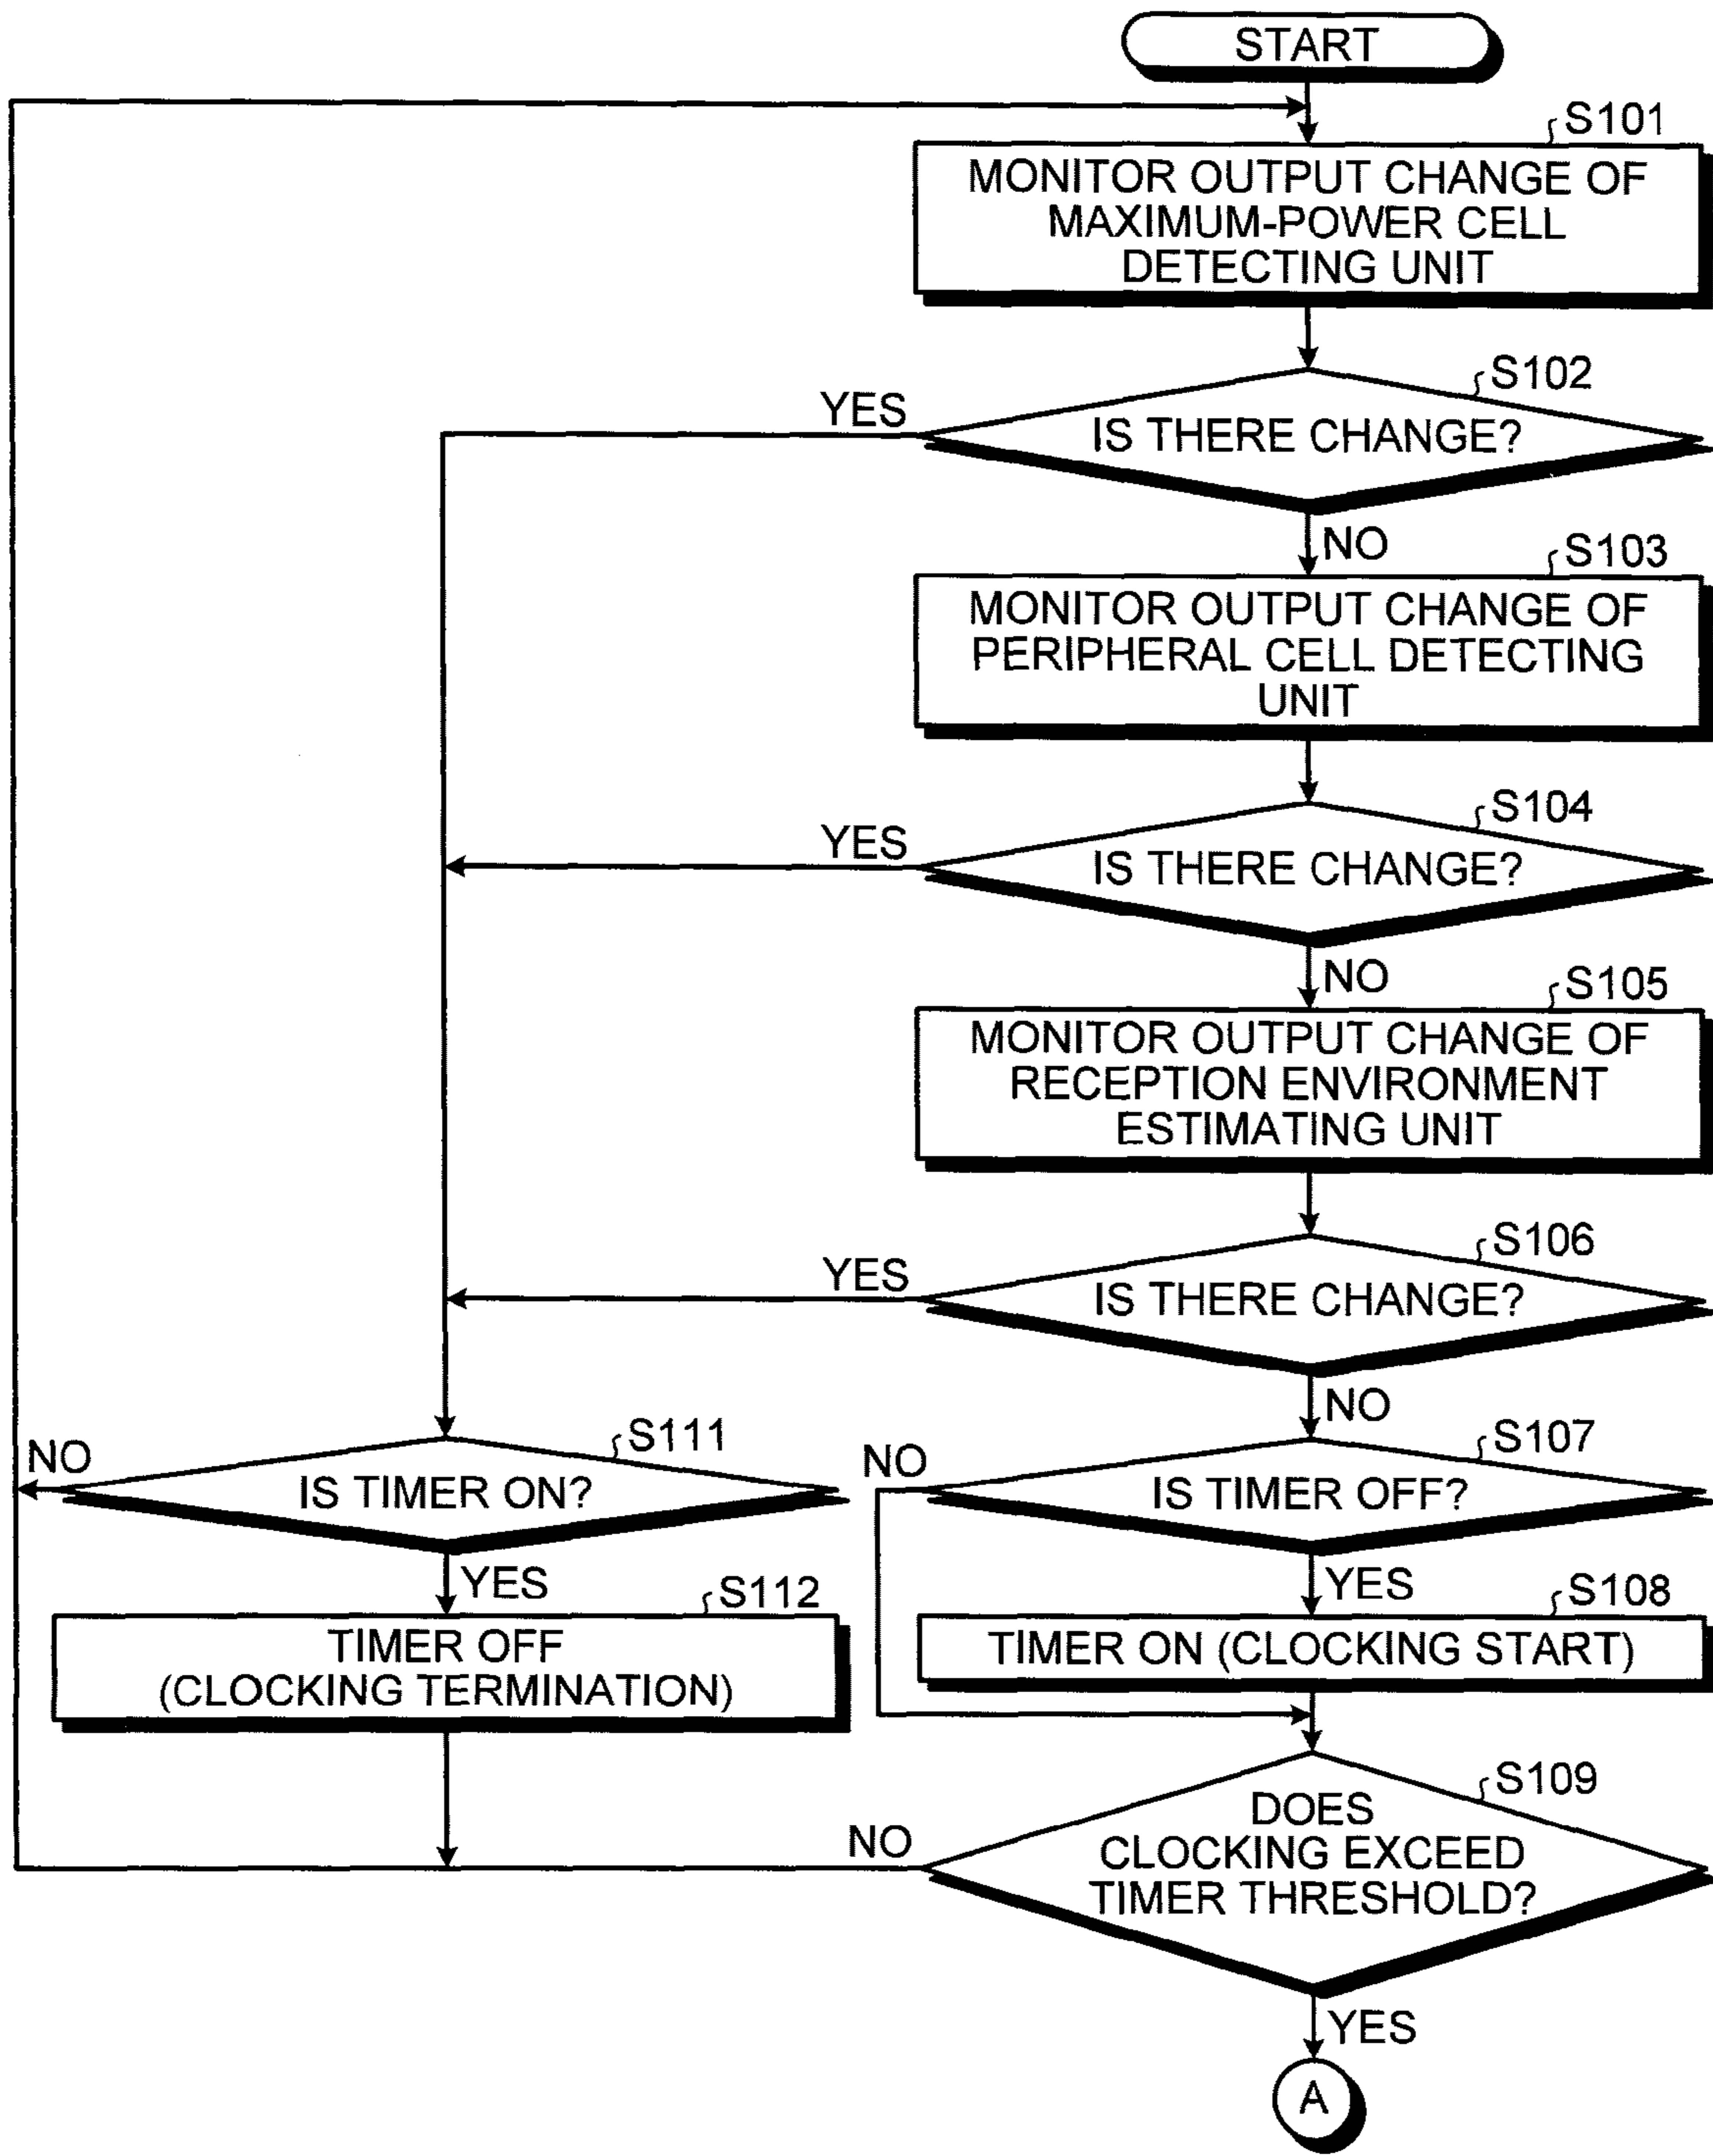 START
S101
MONITOR OUTPUT CHANGE OF
MAXIMUM-POWER CELL
DETECTING UNIT
S102
YES
IS THERE CHANGE?
NO
S103
MONITOR OUTPUT CHANGE OF
PERIPHERAL CELL DETECTING
UNIT
S104
YES
IS THERE CHANGE?
NO
S105
MONITOR OUTPUT CHANGE OF
RECEPTION ENVIRONMENT
ESTIMATING UNIT
S106
YES
IS THERE CHANGE?
NO
S111
NO
IS TIMER ON?
YES
S112
TIMER OFF
(CLOCKING TERMINATION)
S107
NO
IS TIMER OFF?
YES
S108
TIMER ON (CLOCKING START)
S109
NO
DOES
CLOCKING EXCEED
TIMER THRESHOLD?
YES
A